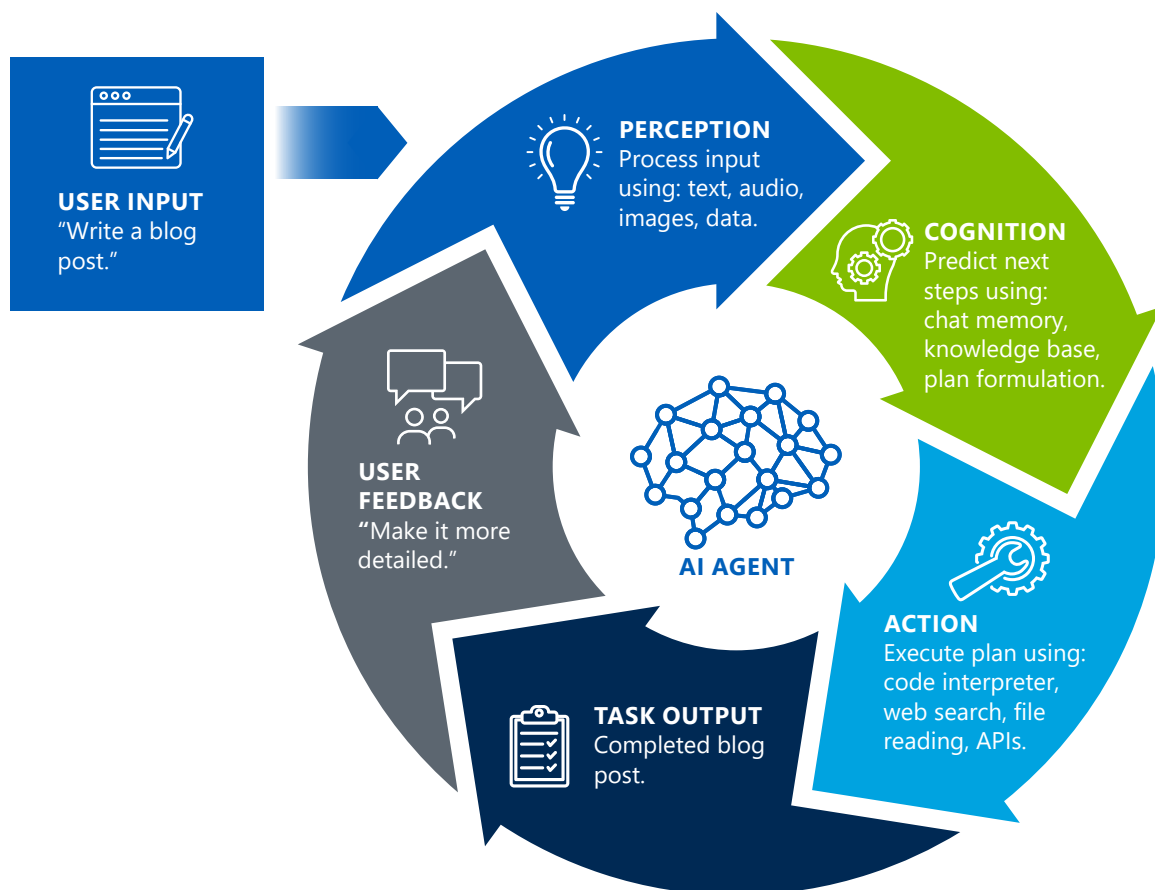 USER INPUT
“Write a blog
post.”
PERCEPTION
Process input
using: text, audio,
images, data.
COGNITION
Predict next
steps using:
chat memory,
knowledge base,
plan formulation.
ACTION
Execute plan using:
code interpreter,
web search, file
reading, APIs.
TASK OUTPUT
Completed blog
post.
USER
FEEDBACK
“Make it more
detailed.”
AI AGENT